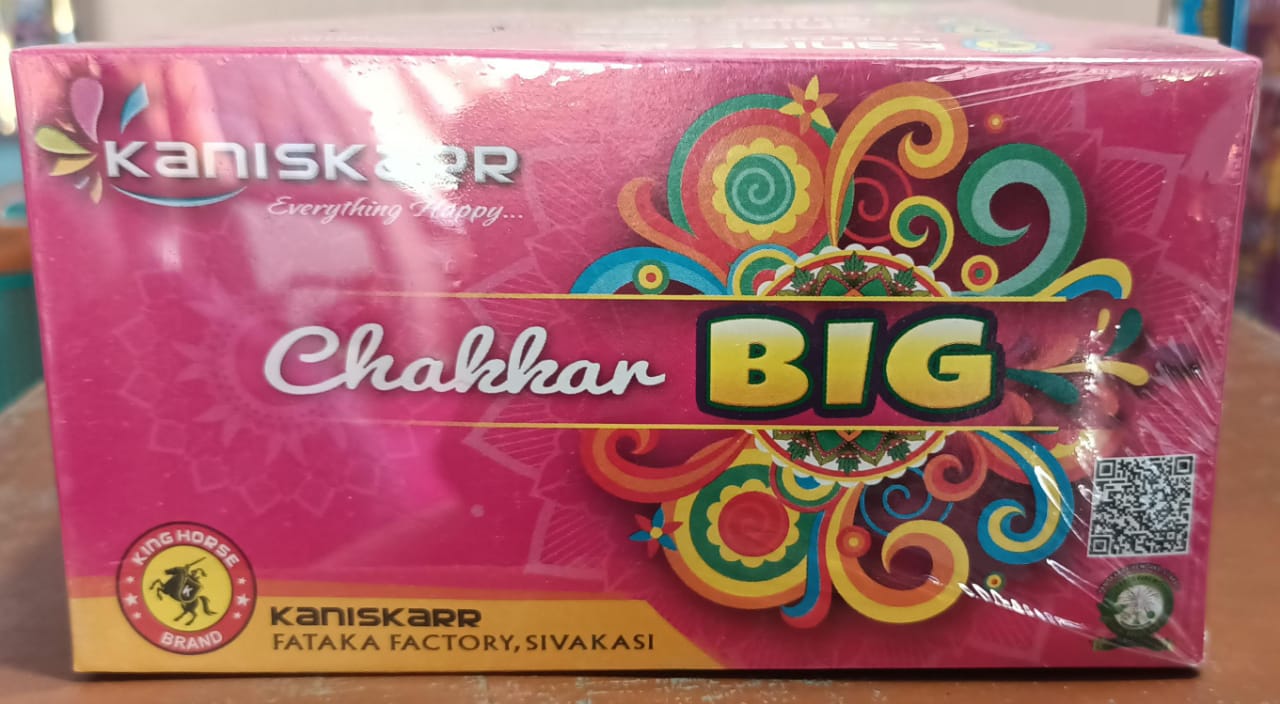 KANISKARR
Everything Happy...
Chakkar BIG
KING HORSE
BRAND
KANISKARR
FATAKA FACTORY, SIVAKASI